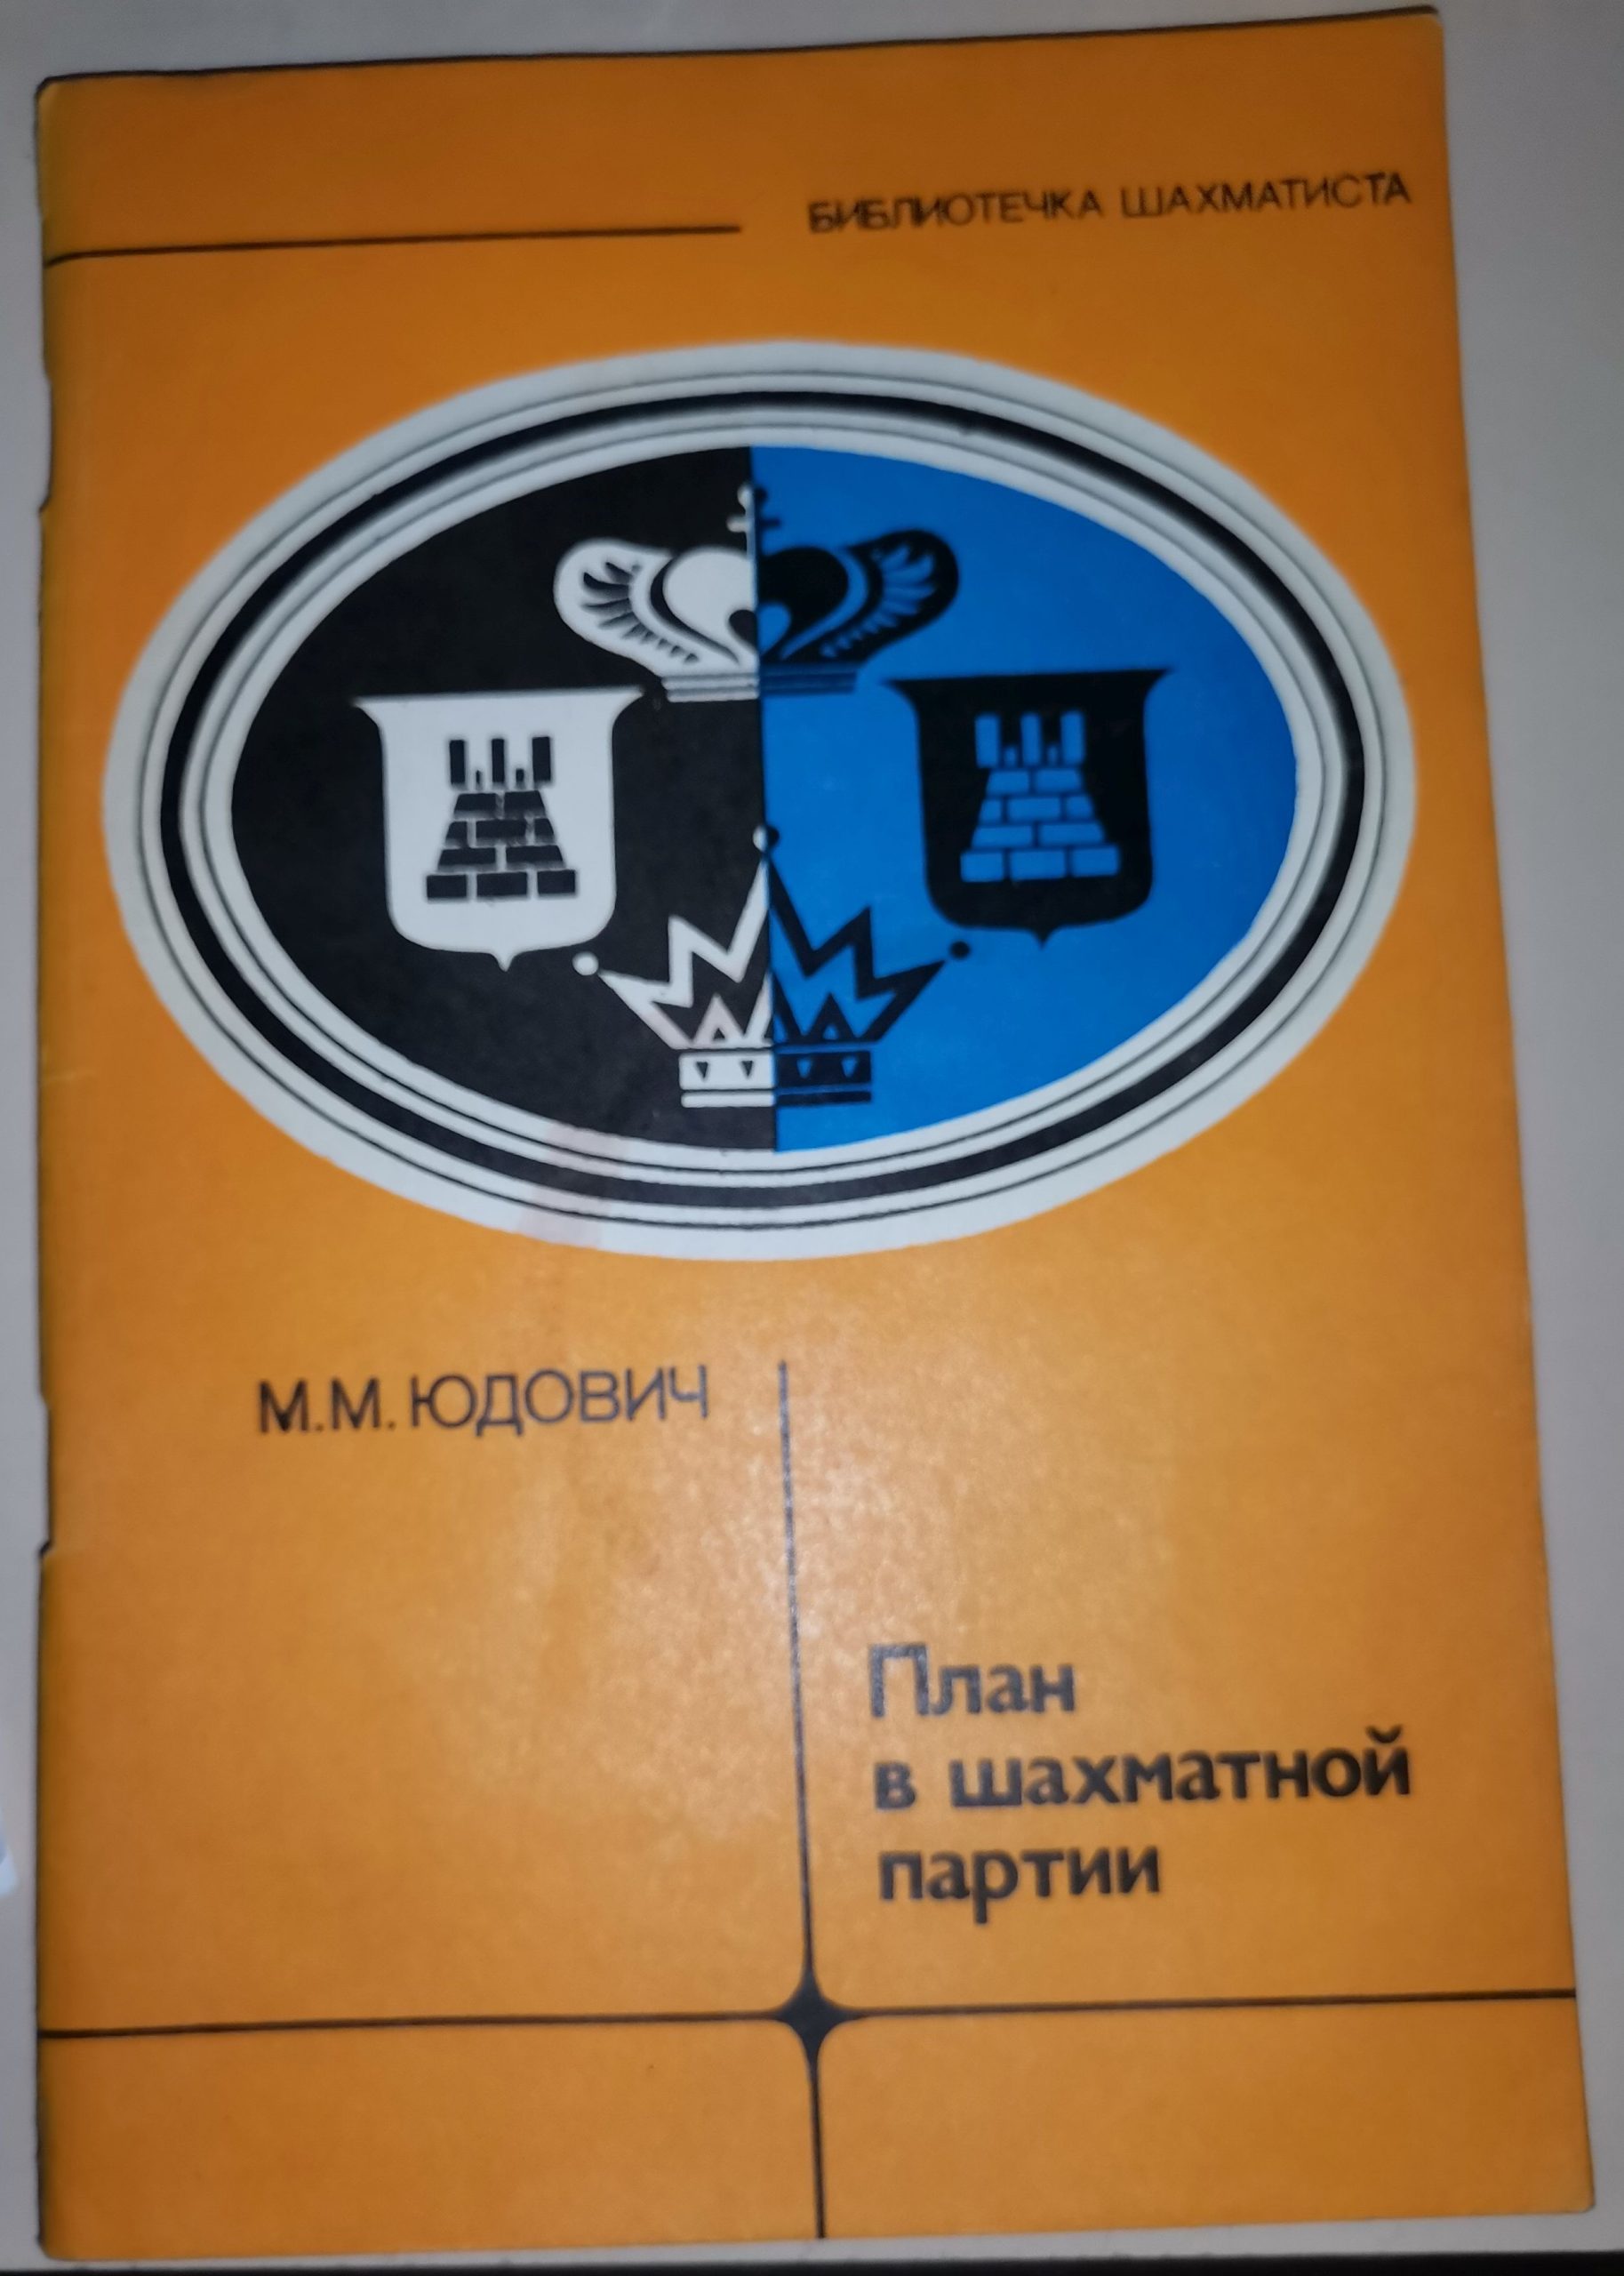 БИБЛИОТЕЧКА ШАХМАТИСТА
М.М. ЮДОВИЧ
План
в шахматной
партии